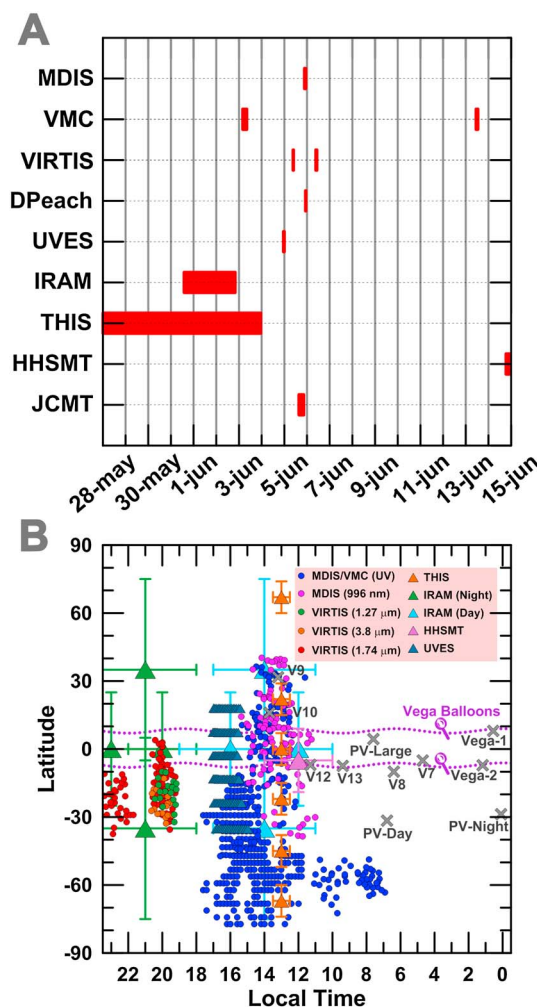 A
MDIS
VMC
VIRTIS
DPeach
UVES
IRAM
THIS
HHSMT
JCMT
28-may
30-may
1-jun
3-jun
5-jun
7-jun
9-jun
11-jun
13-jun
15-jun
B
90
60
30
0
-30
-60
-90
Latitude
MDIS/VMC (UV)
MDIS (996 nm)
VIRTIS (1.27 μm)
VIRTIS (3.8 μm)
VIRTIS (1.74 μm)
THIS
IRAM (Night)
IRAM (Day)
HHSMT
UVES
V9
V10
Vega Balloons
PV-Large
Vega-1
V12
V13
V8
V7
Vega-2
PV-Day
PV-Night
22 20 18 16 14 12 10 8 6 4 2 0
Local Time